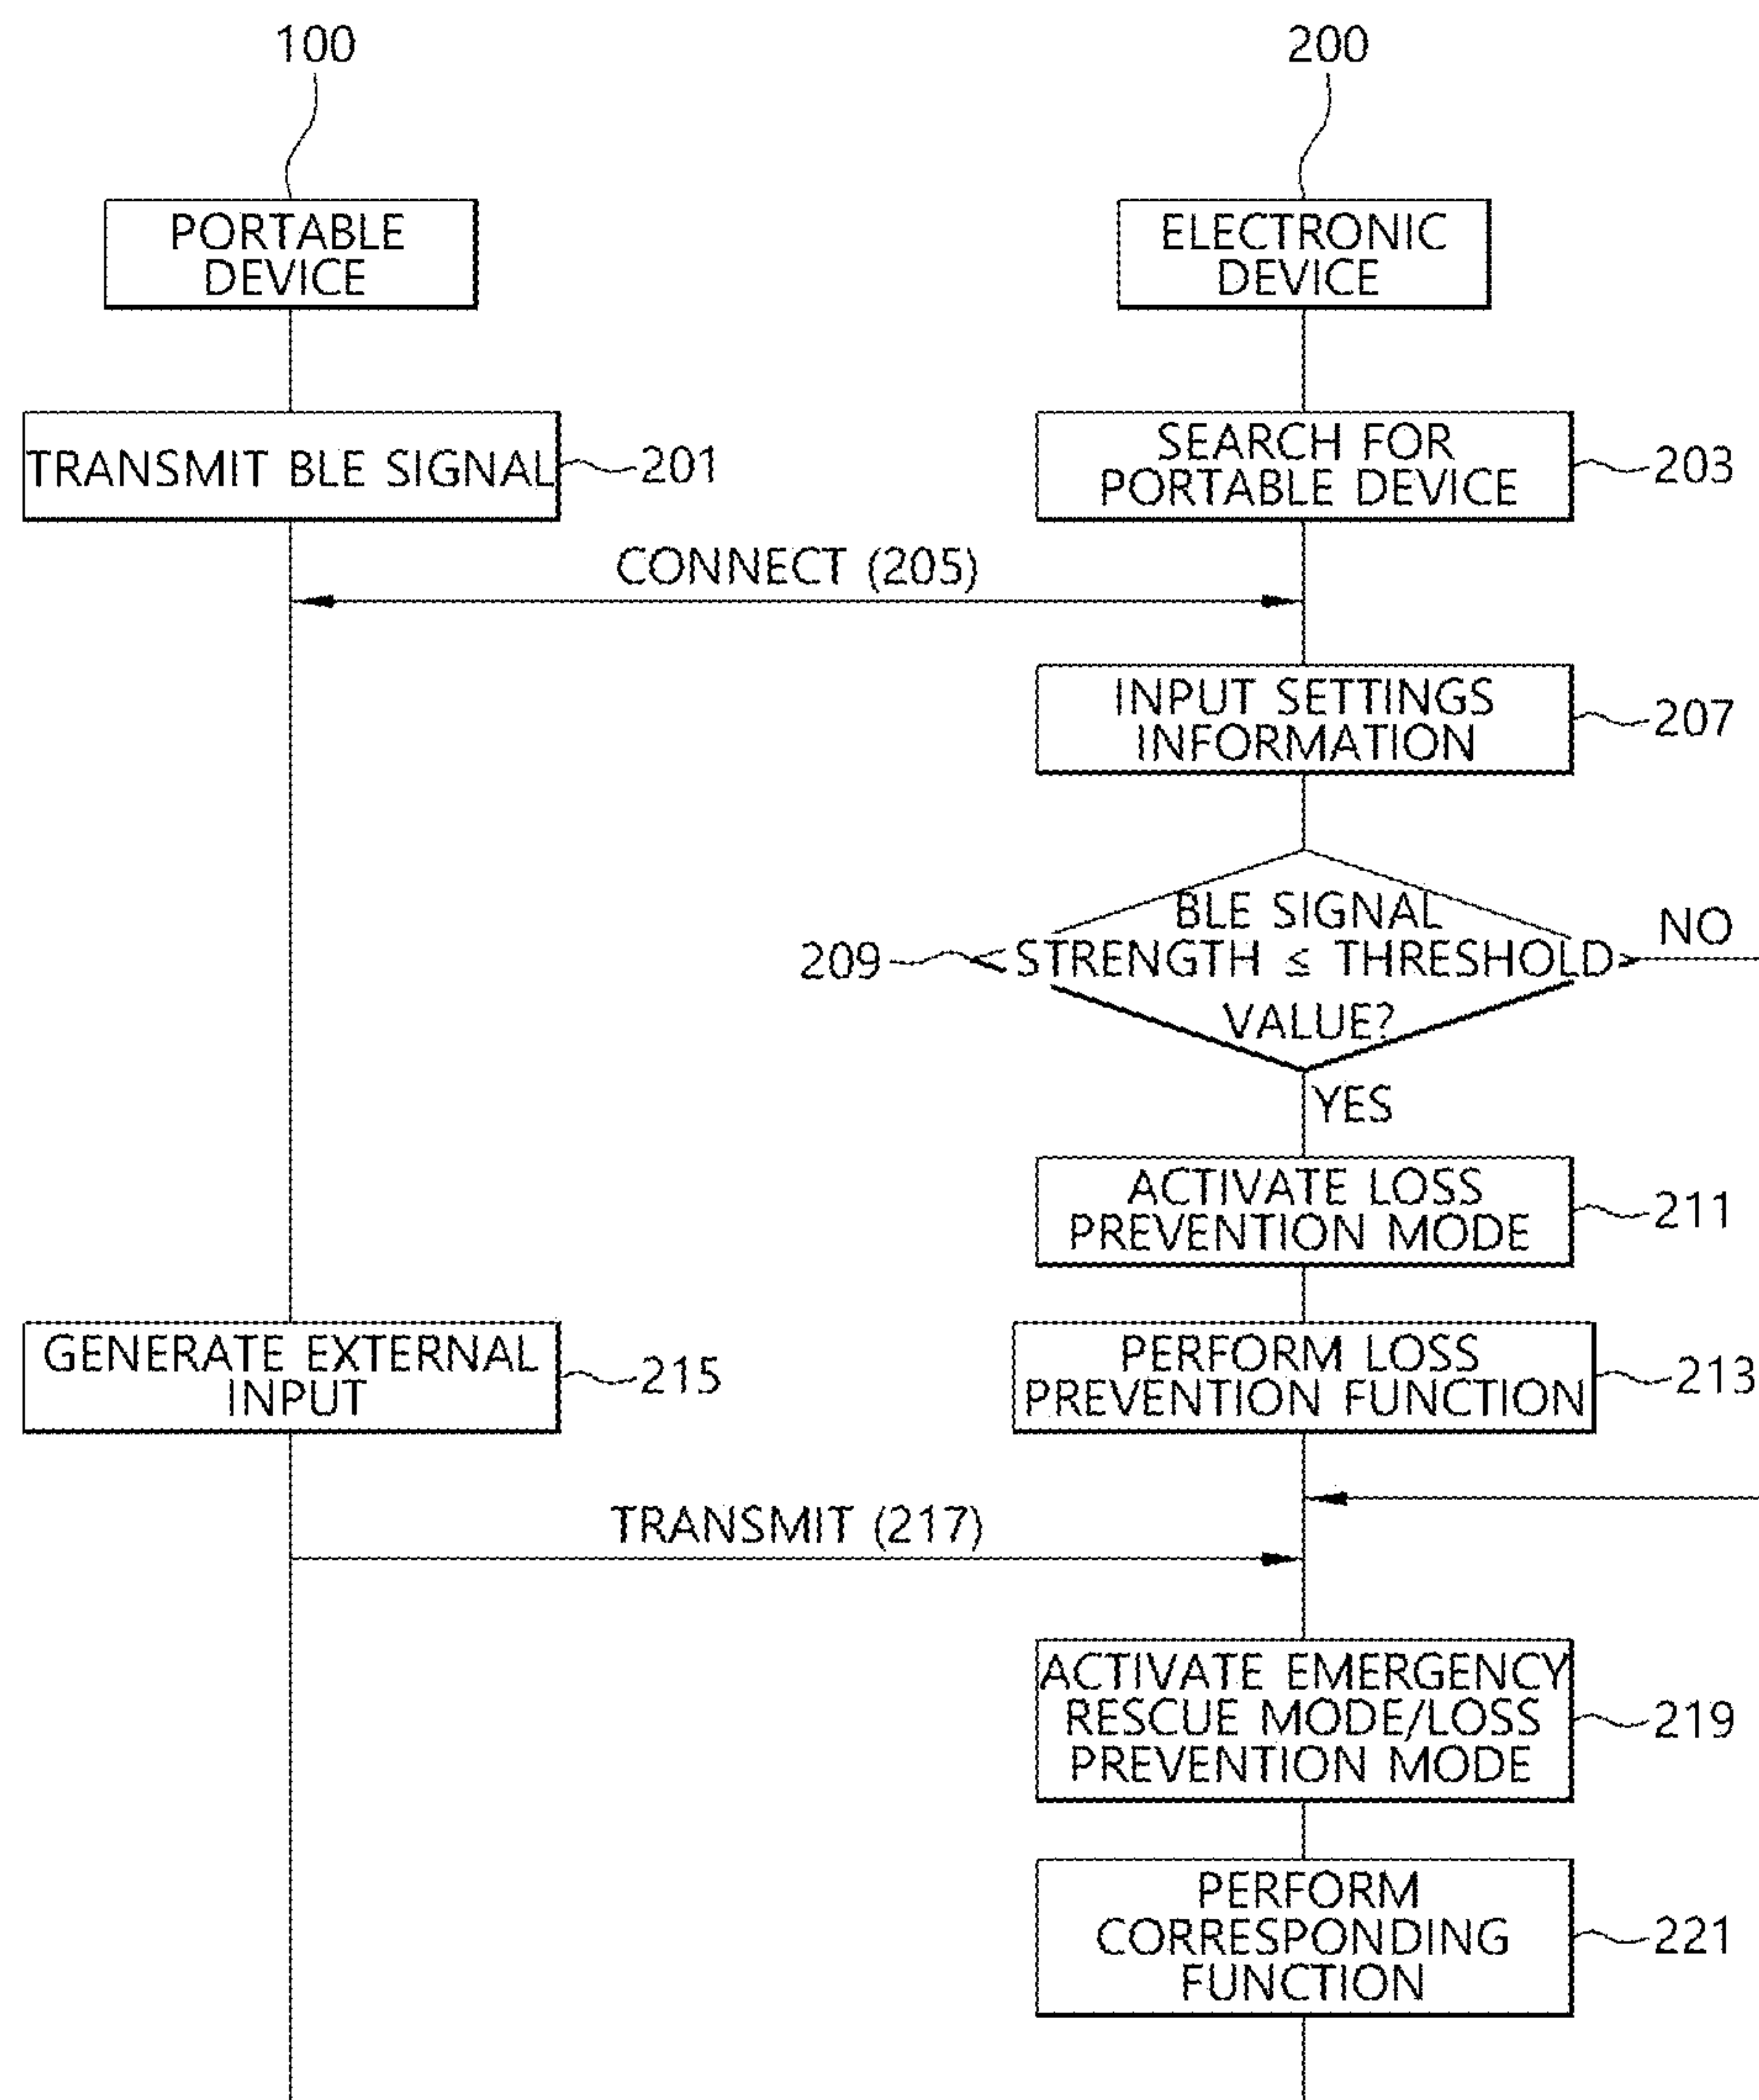 100
200
PORTABLE
DEVICE
ELECTRONIC
DEVICE
TRANSMIT BLE SIGNAL
201
SEARCH FOR
PORTABLE DEVICE
203
CONNECT (205)
INPUT SETTINGS
INFORMATION
207
BLE SIGNAL
STRENGTH ≤ THRESHOLD
VALUE?
209
NO
YES
ACTIVATE LOSS
PREVENTION MODE
211
GENERATE EXTERNAL
INPUT
215
PERFORM LOSS
PREVENTION FUNCTION
213
TRANSMIT (217)
ACTIVATE EMERGENCY
RESCUE MODE/LOSS
PREVENTION MODE
219
PERFORM
CORRESPONDING
FUNCTION
221